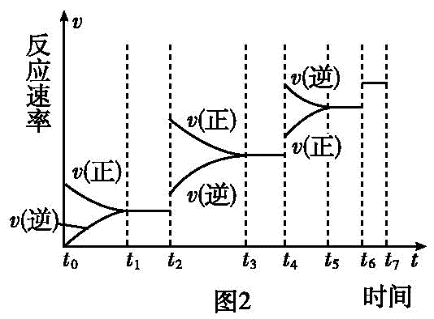 v
反应速率
v(正)
v(逆)
v(正)
v(逆)
v(逆)
v(正)
t₀ t₁ t₂ t₃ t₄ t₅ t₆ t₇ t
图2 时间